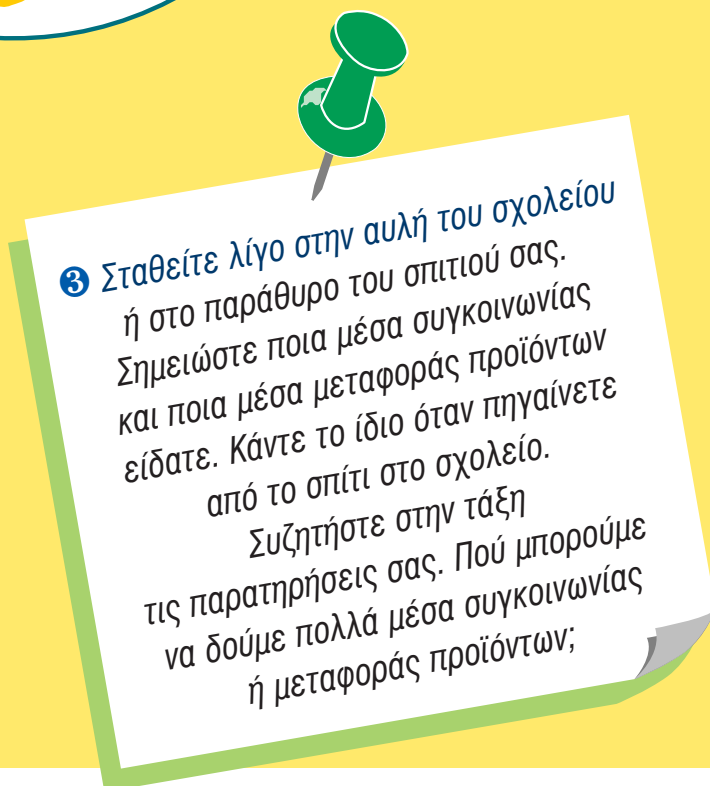 ❸ Σταθείτε λίγο στην αυλή του σχολείου
ή στο παράθυρο του σπιτιού σας.
Σημειώστε ποια μέσα συγκοινωνίας
και ποια μέσα μεταφοράς προϊόντων
είδατε. Κάντε το ίδιο όταν πηγαίνετε
από το σπίτι στο σχολείο.
Συζητήστε στην τάξη
τις παρατηρήσεις σας. Πού μπορούμε
να δούμε πολλά μέσα συγκοινωνίας
ή μεταφοράς προϊόντων;